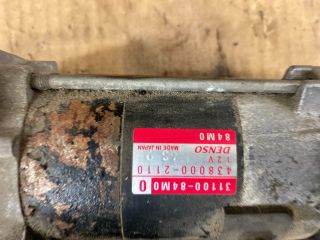 31100-84M0 0
438000-2110
12V
DENSO MADE IN JAPAN
84M0